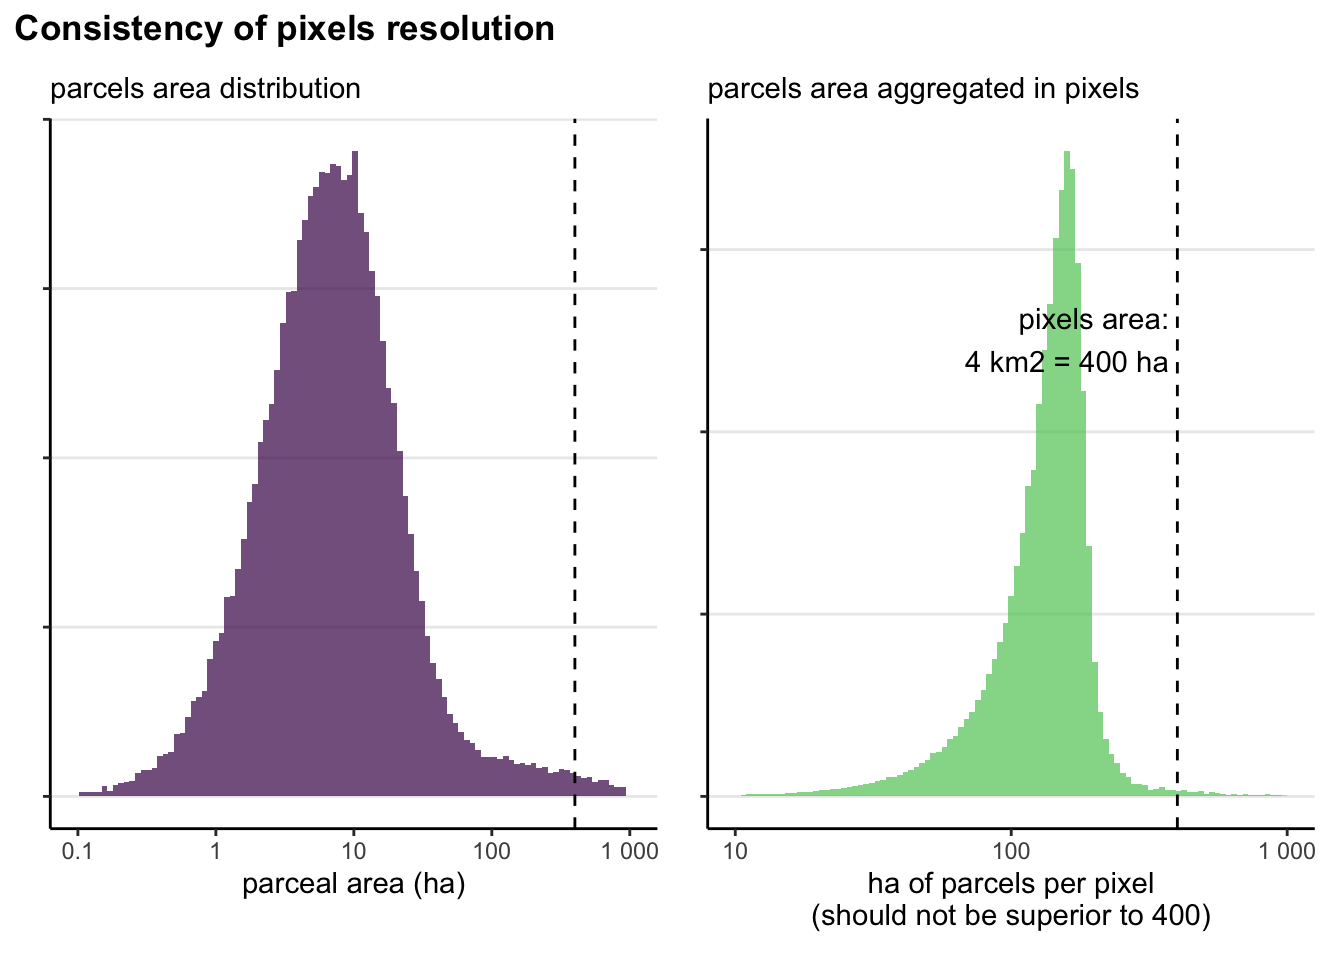 Consistency of pixels resolution
parcels area distribution
0.1 1 10 100 1 000
parceal area (ha)
parcels area aggregated in pixels
pixels area:
4 km2 = 400 ha
10 100 1 000
ha of parcels per pixel
(should not be superior to 400)